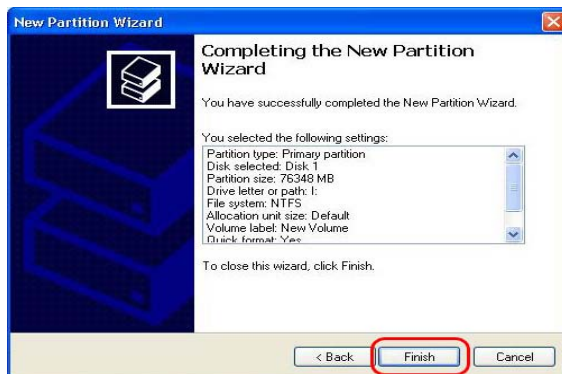 New Partition Wizard
Completing the New Partition
Wizard
You have successfully completed the New Partition Wizard.
You selected the following settings:
Partition type: Primary partition
Disk selected: Disk 1
Partition size: 76348 MB
Drive letter or path: I:
File system: NTFS
Allocation unit size: Default
Volume label: New Volume
Quick format: Yes
To close this wizard, click Finish.
< Back
Finish
Cancel